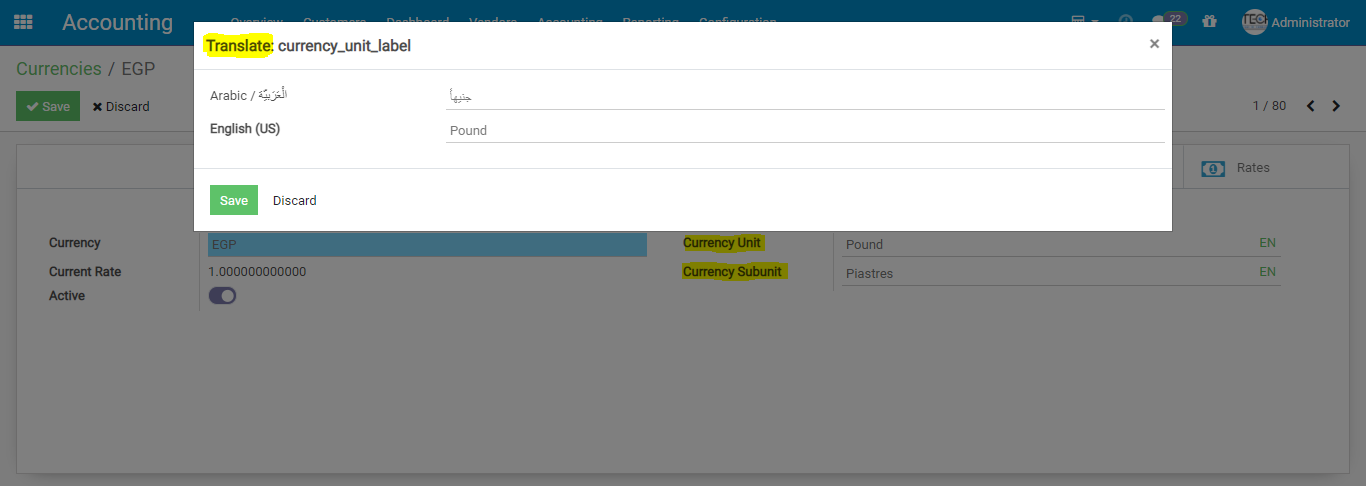 Accounting Overview Customers Dashboard Vendors Accounting Reporting Configuration 22 TECH Administrator
Translate: currency_unit_label ×
Currencies / EGP
Arabic / الْعَرَبيّة جنيهاً
Save Discard 1 / 80
English (US) Pound
Rates
Save Discard
Currency EGP Currency Unit Pound EN
Current Rate 1.000000000000 Currency Subunit Piastres EN
Active